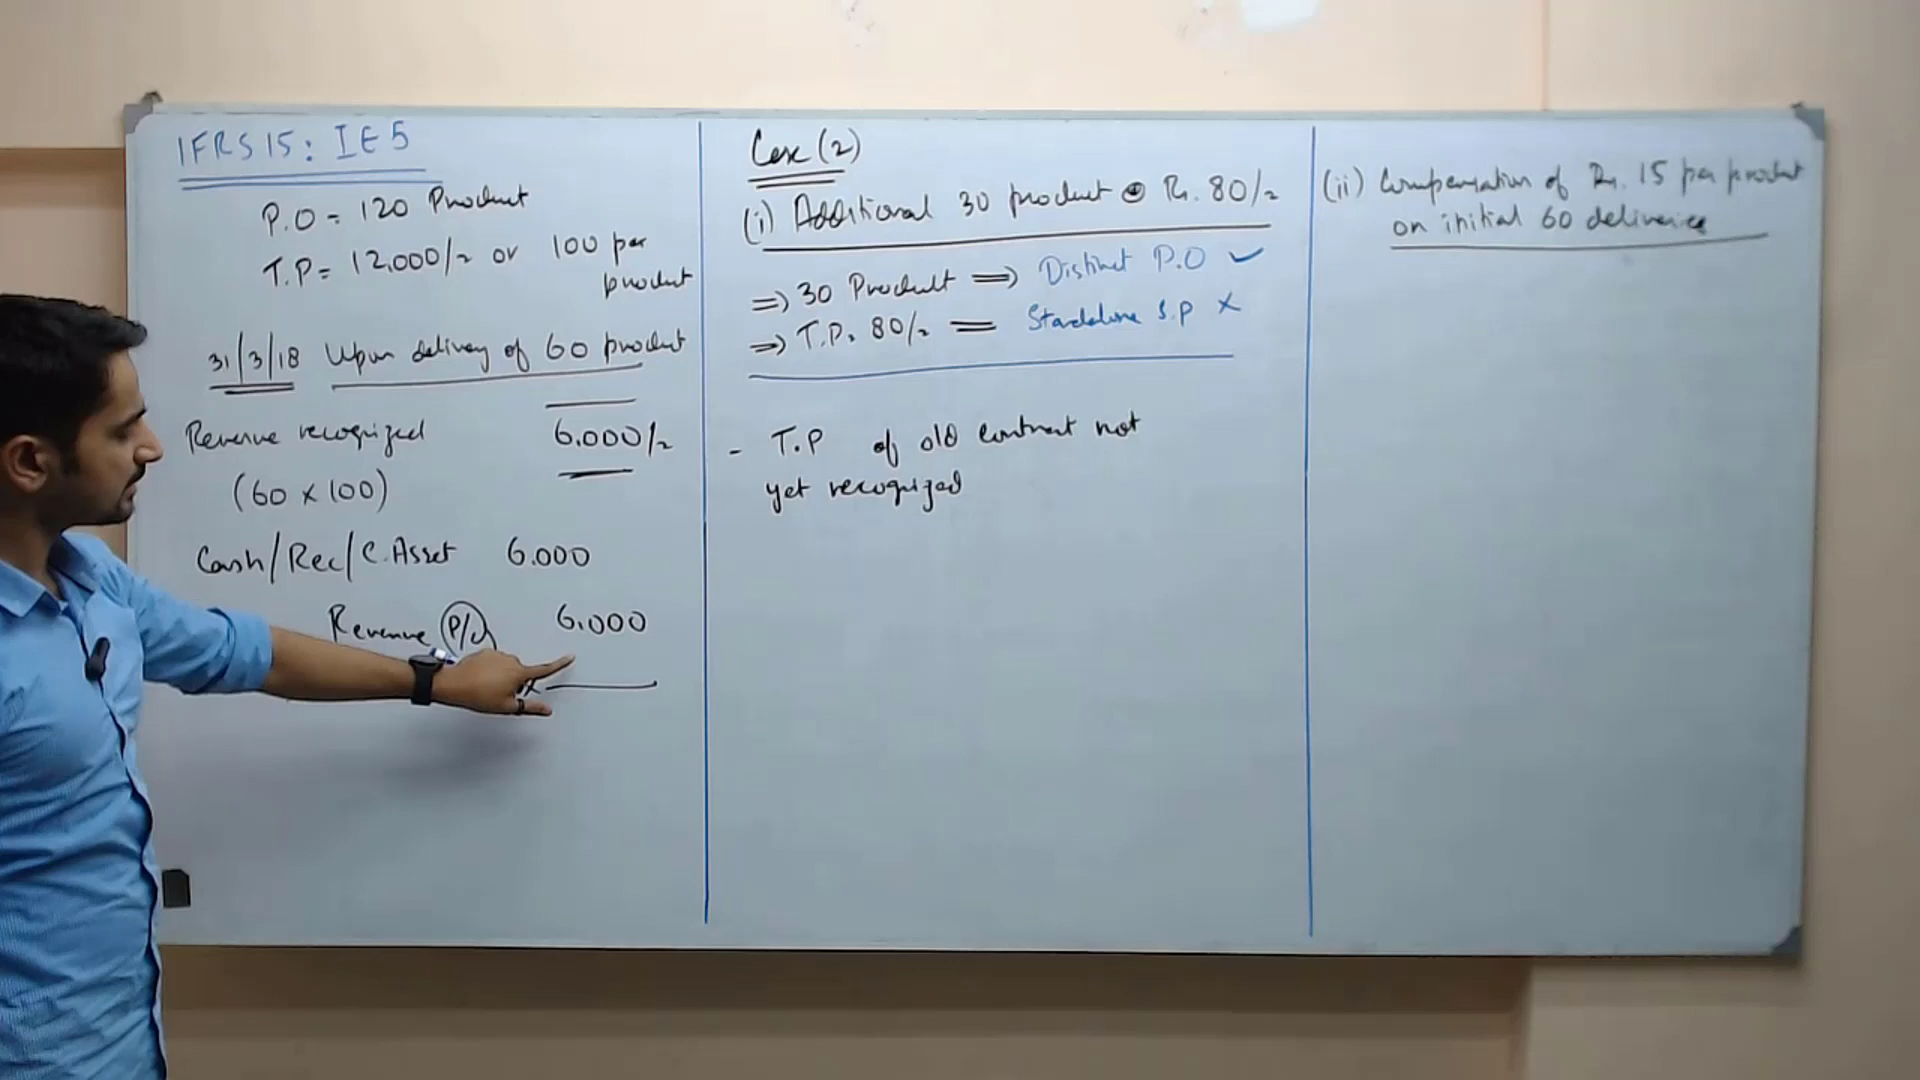 IFRS 15: IE5
P.O = 120 Product
T.P = 12,000/- or 100 per
product
31/3/18 Upon delivery of 60 product
Revenue recognized 6,000/-
(60 x 100)
Cash/Rec/C.Asset 6,000
Revenue P/L 6,000
Case (2)
(i) Additional 30 product @ Rs. 80/-
=> 30 Product => Distinct P.O ✓
=> T.P. 80/- = Standalone S.P x
- T.P of old contract not
yet recognized
(ii) Compensation of Rs. 15 per product
on initial 60 deliveries